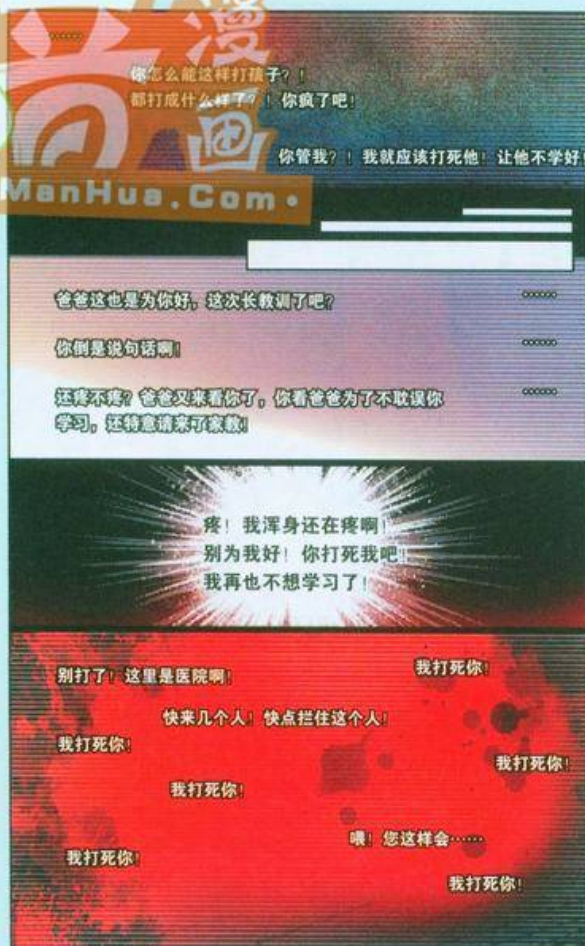 ……
你怎么能这样打孩子？！
都打成什么样了？！你疯了吧！
你管我？！我就应该打死他！让他不学好！
尚漫画
ManHua.Com
爸爸这也是为你好，这次长教训了吧？
……
你倒是说句话啊！
……
还疼不疼？爸爸又来看你了，你看爸爸为了不耽误你
学习，还特意请来了家教！
……
疼！我浑身还在疼啊！
别为我好！你打死我吧！
我再也不想学习了！
别打了！这里是医院啊！
我打死你！
快来几个人！快点拦住这个人！
我打死你！
我打死你！
我打死你！
喂！您这样会……
我打死你！
我打死你！